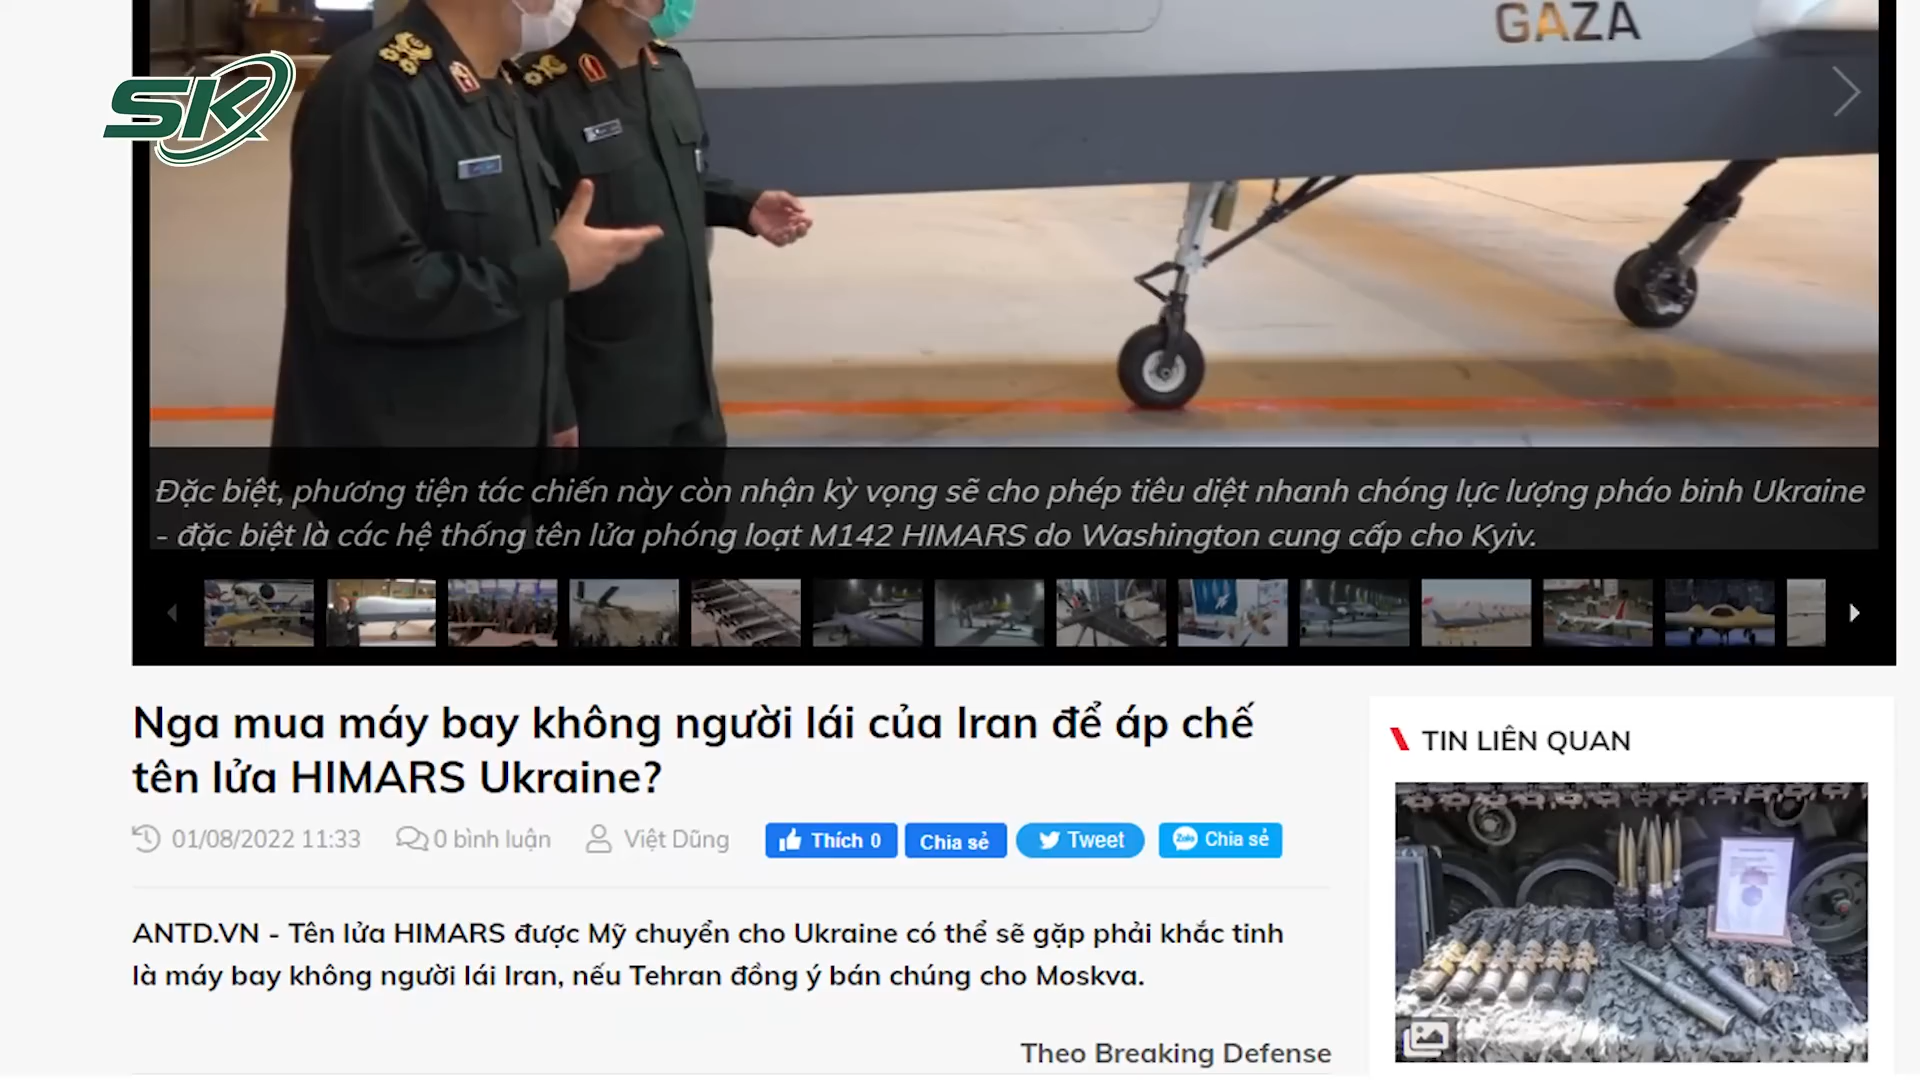 SK
GAZA
Đặc biệt, phương tiện tác chiến này còn nhận kỳ vọng sẽ cho phép tiêu diệt nhanh chóng lực lượng pháo binh Ukraine
- đặc biệt là các hệ thống tên lửa phóng loạt M142 HIMARS do Washington cung cấp cho Kyiv.
Nga mua máy bay không người lái của Iran để áp chế
tên lửa HIMARS Ukraine?
01/08/2022 11:33 0 bình luận Việt Dũng Thích 0 Chia sẻ Tweet Zalo Chia sẻ
ANTD.VN - Tên lửa HIMARS được Mỹ chuyển cho Ukraine có thể sẽ gặp phải khắc tinh
là máy bay không người lái Iran, nếu Tehran đồng ý bán chúng cho Moskva.
Theo Breaking Defense
TIN LIÊN QUAN